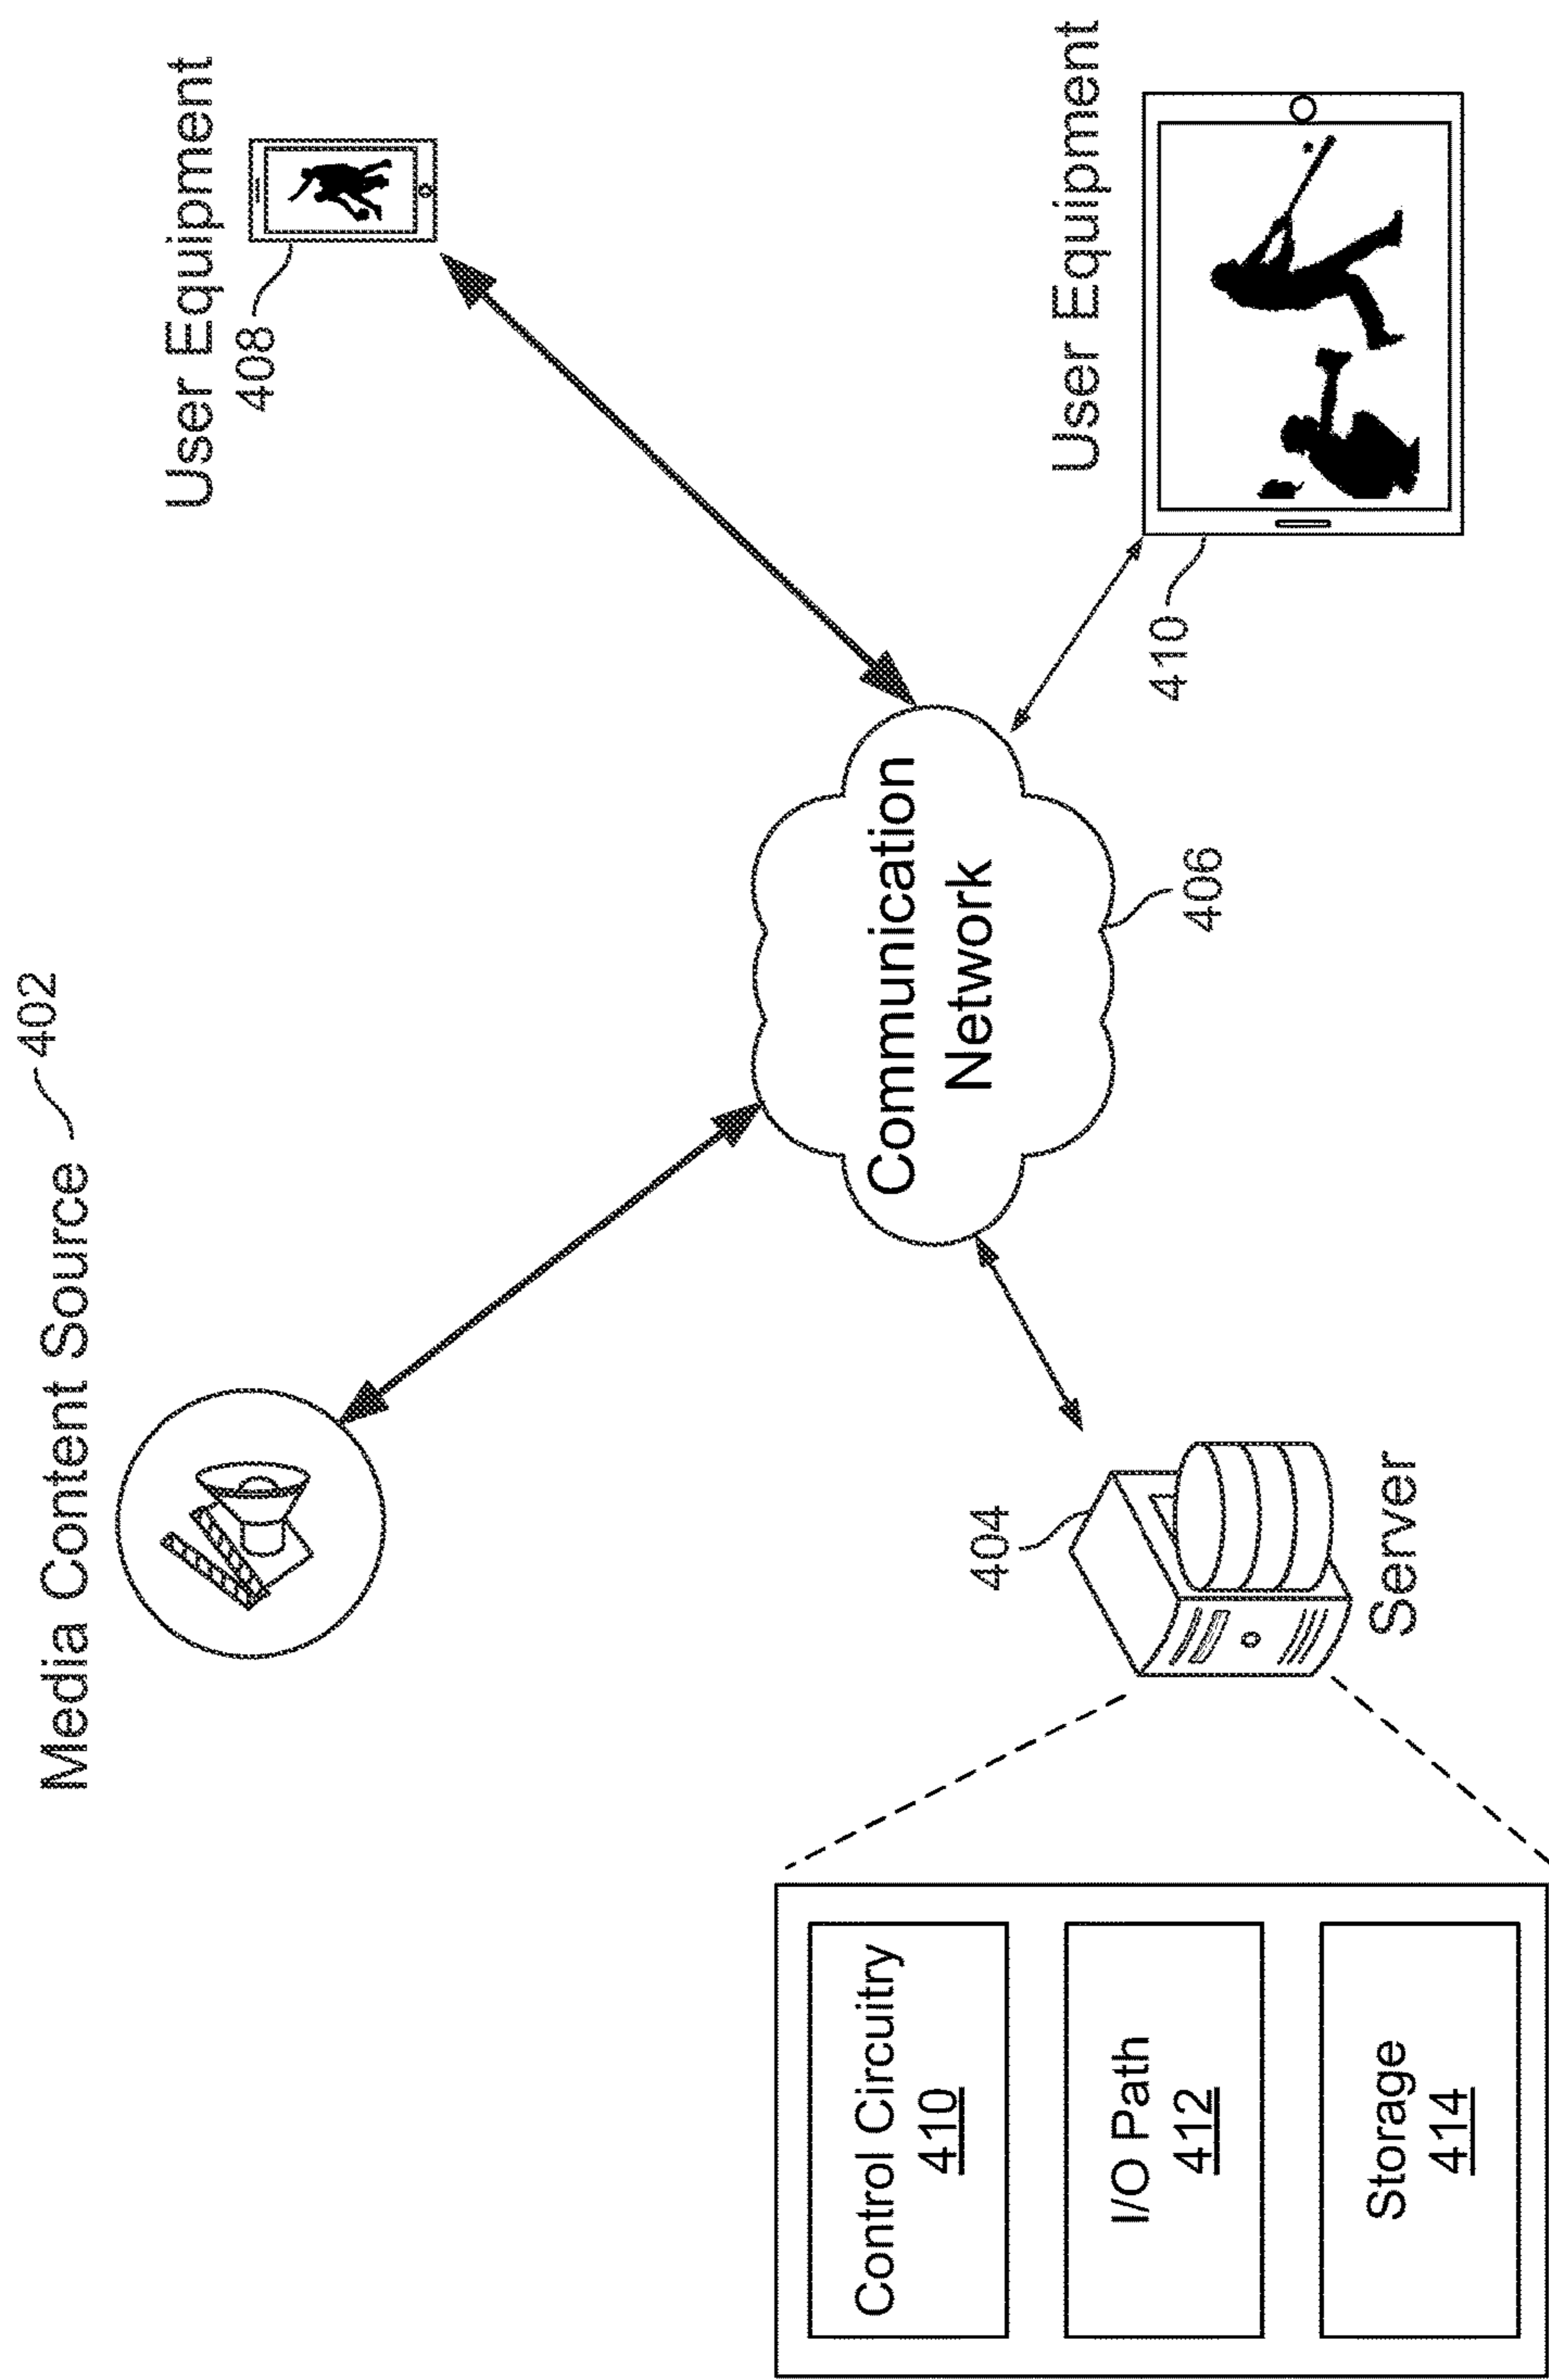 Media Content Source
402
User Equipment
408
Communication
Network
406
User Equipment
410
404
Server
Control Circuitry
410
I/O Path
412
Storage
414